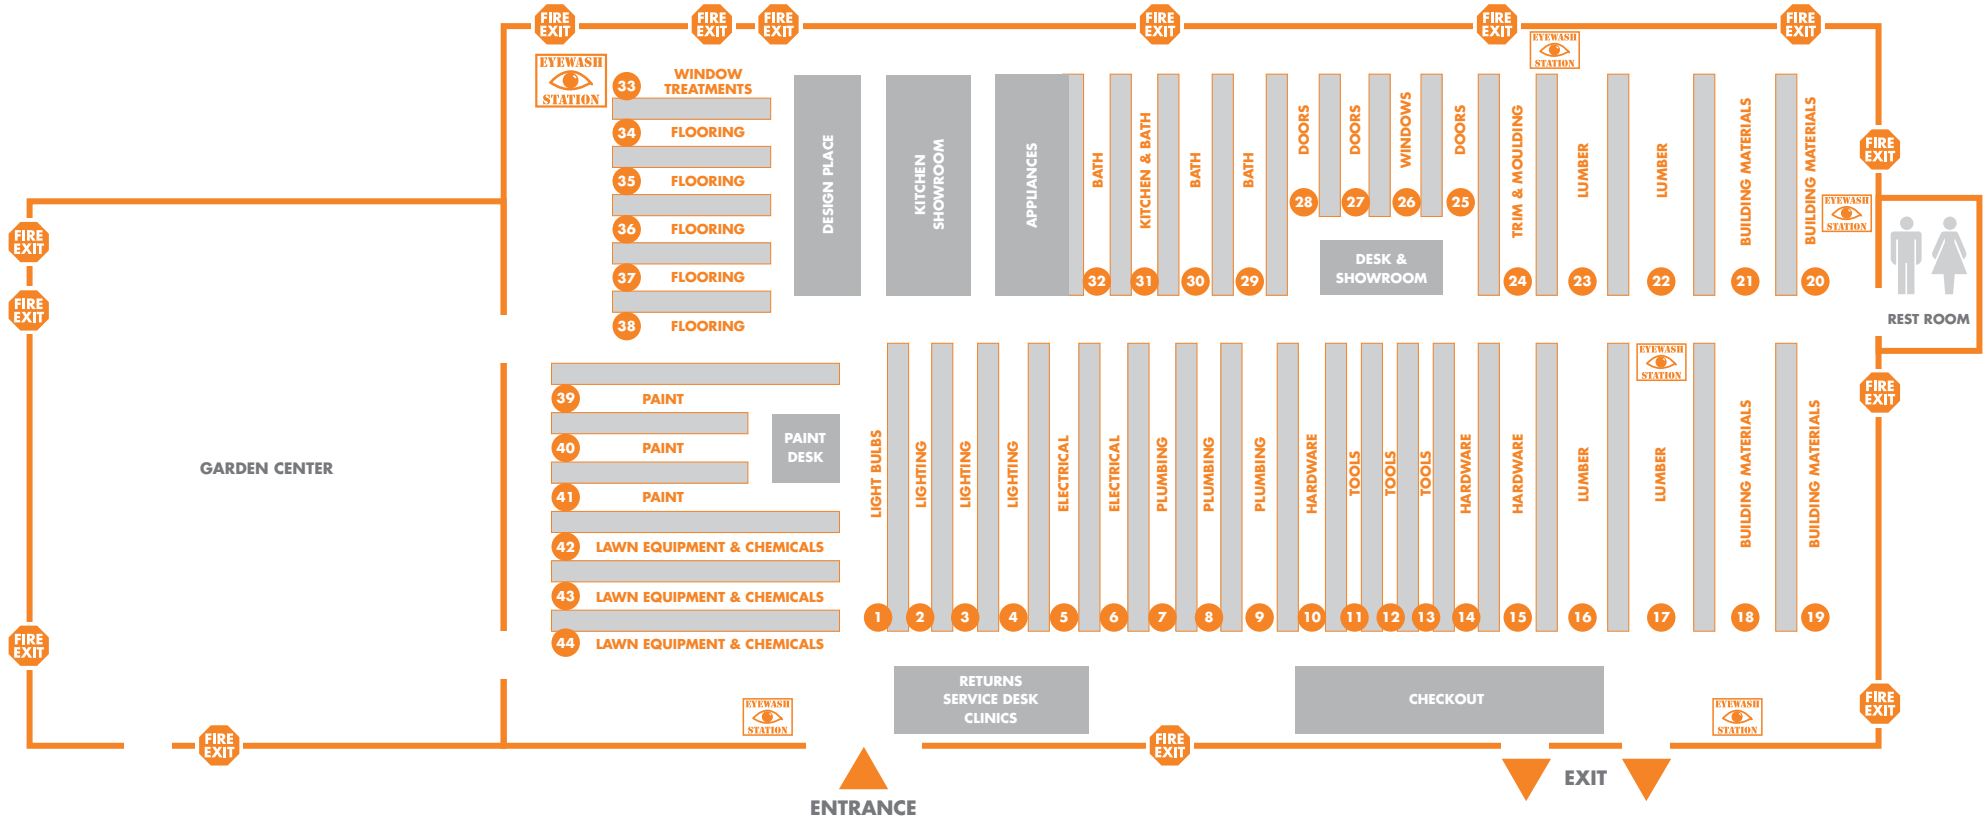 FIRE
EXIT
FIRE
EXIT
FIRE
EXIT
FIRE
EXIT
FIRE
EXIT
FIRE
EXIT
EYEWASH
STATION
EYEWASH
STATION
33 WINDOW
TREATMENTS
34 FLOORING
35 FLOORING
36 FLOORING
37 FLOORING
38 FLOORING
DESIGN PLACE
KITCHEN
SHOWROOM
APPLIANCES
BATH
32
KITCHEN & BATH
31
BATH
30
BATH
29
DOORS
28
DOORS
27
WINDOWS
26
DOORS
25
DESK &
SHOWROOM
TRIM & MOULDING
24
LUMBER
23
LUMBER
22
BUILDING MATERIALS
21
BUILDING MATERIALS
20
FIRE
EXIT
EYEWASH
STATION
REST ROOM
FIRE
EXIT
FIRE
EXIT
FIRE
EXIT
FIRE
EXIT
GARDEN CENTER
FIRE
EXIT
39 PAINT
40 PAINT
41 PAINT
PAINT
DESK
42 LAWN EQUIPMENT & CHEMICALS
43 LAWN EQUIPMENT & CHEMICALS
44 LAWN EQUIPMENT & CHEMICALS
LIGHT BULBS
1
LIGHTING
2
LIGHTING
3
LIGHTING
4
ELECTRICAL
5
ELECTRICAL
6
PLUMBING
7
PLUMBING
8
PLUMBING
9
HARDWARE
10
TOOLS
11
TOOLS
12
TOOLS
13
HARDWARE
14
HARDWARE
15
LUMBER
16
EYEWASH
STATION
LUMBER
17
BUILDING MATERIALS
18
BUILDING MATERIALS
19
EYEWASH
STATION
RETURNS
SERVICE DESK
CLINICS
CHECKOUT
EYEWASH
STATION
FIRE
EXIT
FIRE
EXIT
FIRE
EXIT
ENTRANCE
EXIT